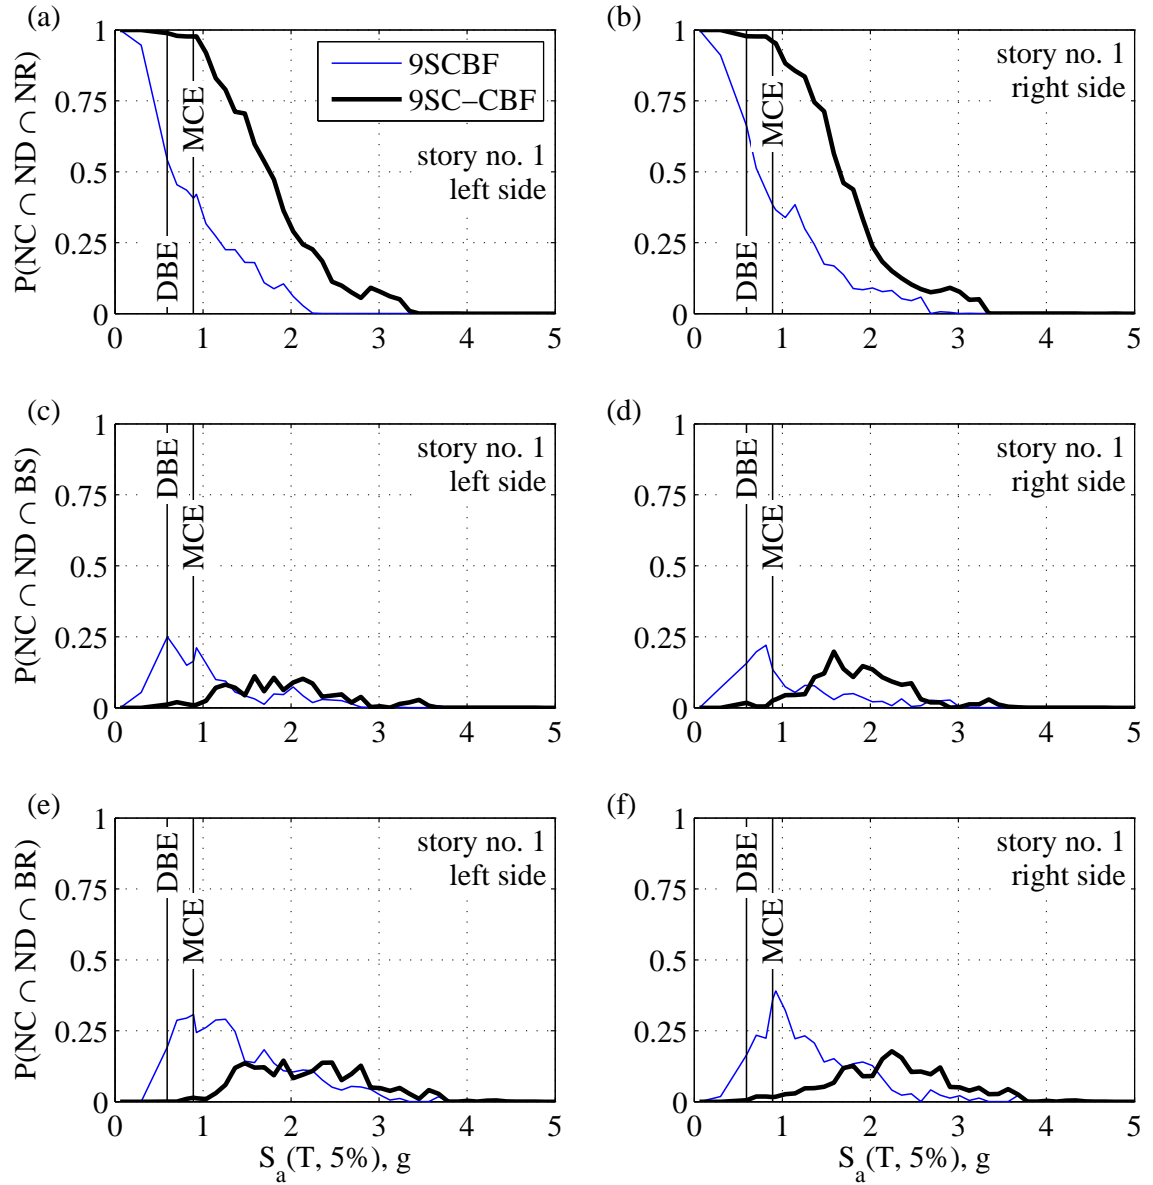 (a)
1
0.75
0.5
0.25
0
P(NC ∩ ND ∩ NR)
9SCBF
9SC−CBF
MCE
DBE
story no. 1
left side
0 1 2 3 4 5
(b)
1
0.75
0.5
0.25
0
story no. 1
right side
MCE
DBE
0 1 2 3 4 5
(c)
1
0.75
0.5
0.25
0
P(NC ∩ ND ∩ BS)
DBE
MCE
story no. 1
left side
0 1 2 3 4 5
(d)
1
0.75
0.5
0.25
0
DBE
MCE
story no. 1
right side
0 1 2 3 4 5
(e)
1
0.75
0.5
0.25
0
P(NC ∩ ND ∩ BR)
DBE
MCE
story no. 1
left side
0 1 2 3 4 5
S_a(T, 5%), g
(f)
1
0.75
0.5
0.25
0
DBE
MCE
story no. 1
right side
0 1 2 3 4 5
S_a(T, 5%), g